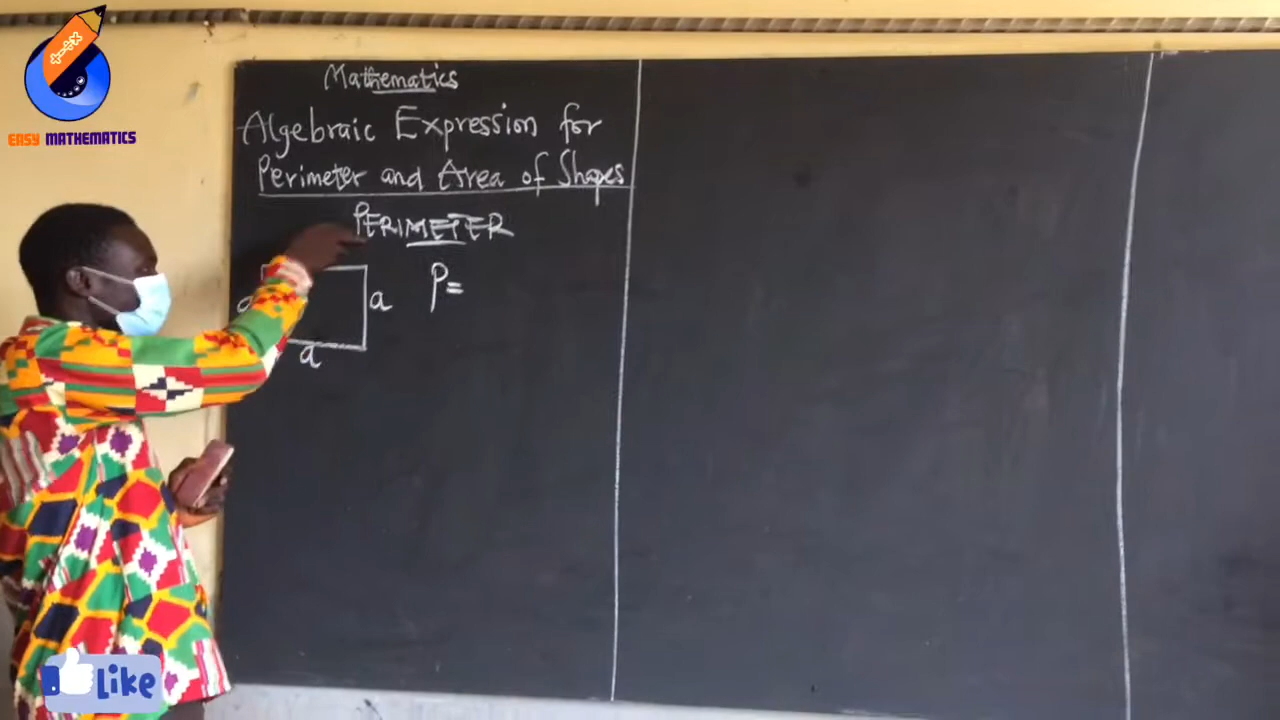 EASY MATHEMATICS
Mathematics
Algebraic Expression for
Perimeter and Area of Shapes
PERIMETER
P=
a
a
Like